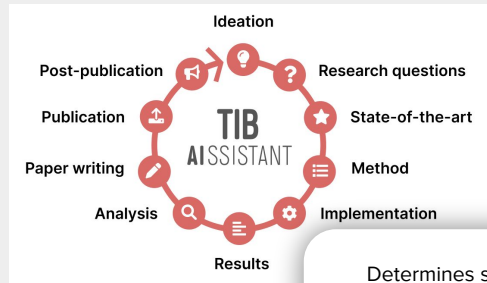 Ideation
Post-publication
Research questions
Publication
TIB
State-of-the-art
AISSISTANT
Paper writing
Method
Analysis
Implementation
Results
Determines s